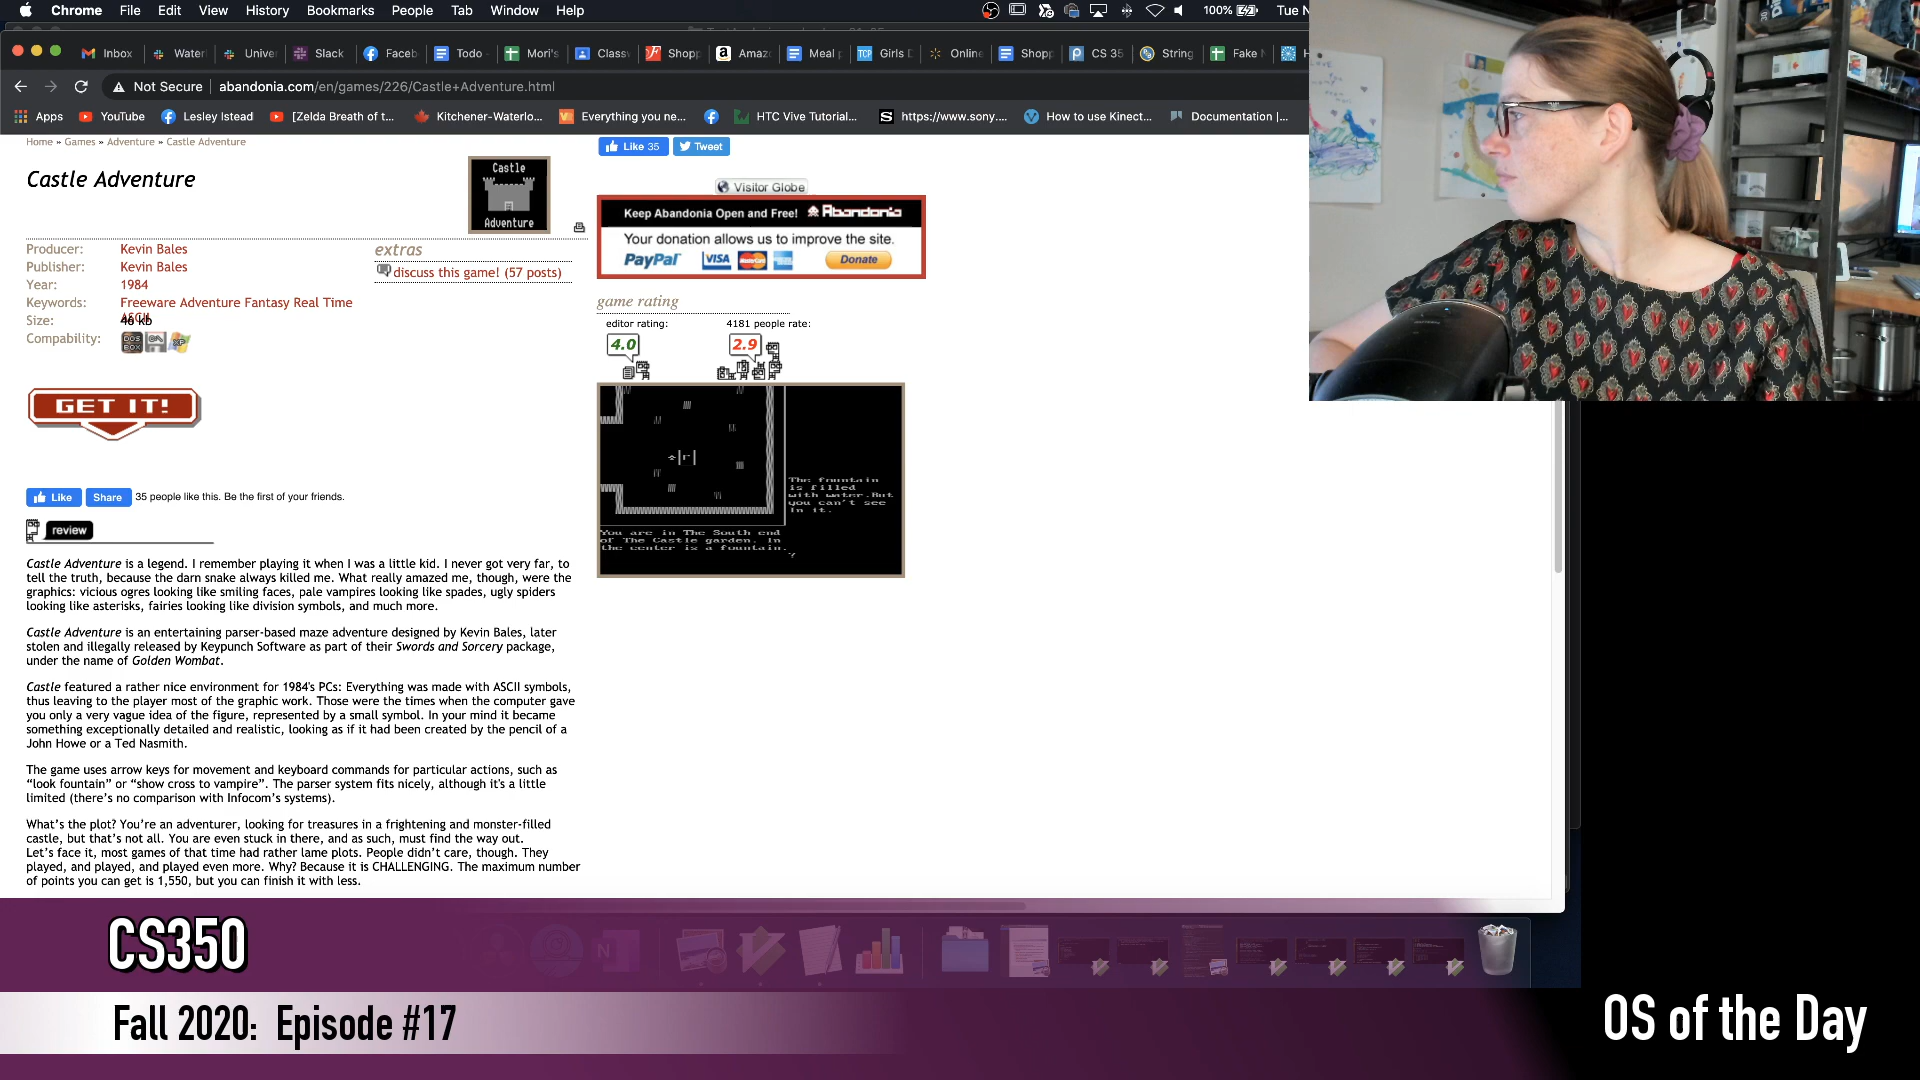 Chrome File Edit View History Bookmarks People Tab Window Help 100% Tue N
Inbox Water Unive Slack Faceb Todo Mori's Classv Shopp Amaz Meal p Girls D Online Shopp CS 35 String Fake N H
Not Secure abandonia.com/en/games/226/Castle+Adventure.html
Apps YouTube Lesley Istead [Zelda Breath of t... Kitchener-Waterlo... Everything you ne... HTC Vive Tutorial... https://www.sony.... How to use Kinect... Documentation |...
Home » Games » Adventure » Castle Adventure
Like 35 Tweet
Castle Adventure
Castle
Adventure
Visitor Globe
Keep Abandonia Open and Free! Abandonia
Your donation allows us to improve the site.
PayPal VISA MasterCard Donate
Producer: Kevin Bales
Publisher: Kevin Bales
Year: 1984
Keywords: Freeware Adventure Fantasy Real Time
ASCII
Size: 46 kb
Compability:
extras
discuss this game! (57 posts)
game rating
editor rating: 4181 people rate:
4.0 2.9
GET IT!
The fountain
is filled
with water.But
you can't see
in it.
You are in The South end
of The Castle garden. In
the center is a fountain.
?
Like Share 35 people like this. Be the first of your friends.
review
Castle Adventure is a legend. I remember playing it when I was a little kid. I never got very far, to
tell the truth, because the darn snake always killed me. What really amazed me, though, were the
graphics: vicious ogres looking like smiling faces, pale vampires looking like spades, ugly spiders
looking like asterisks, fairies looking like division symbols, and much more.
Castle Adventure is an entertaining parser-based maze adventure designed by Kevin Bales, later
stolen and illegally released by Keypunch Software as part of their Swords and Sorcery package,
under the name of Golden Wombat.
Castle featured a rather nice environment for 1984's PCs: Everything was made with ASCII symbols,
thus leaving to the player most of the graphic work. Those were the times when the computer gave
you only a very vague idea of the figure, represented by a small symbol. In your mind it became
something exceptionally detailed and realistic, looking as if it had been created by the pencil of a
John Howe or a Ted Nasmith.
The game uses arrow keys for movement and keyboard commands for particular actions, such as
“look fountain” or “show cross to vampire”. The parser system fits nicely, although it's a little
limited (there’s no comparison with Infocom’s systems).
What’s the plot? You’re an adventurer, looking for treasures in a frightening and monster-filled
castle, but that’s not all. You are even stuck in there, and as such, must find the way out.
Let’s face it, most games of that time had rather lame plots. People didn’t care, though. They
played, and played, and played even more. Why? Because it is CHALLENGING. The maximum number
of points you can get is 1,550, but you can finish it with less.
CS350
Fall 2020: Episode #17
OS of the Day